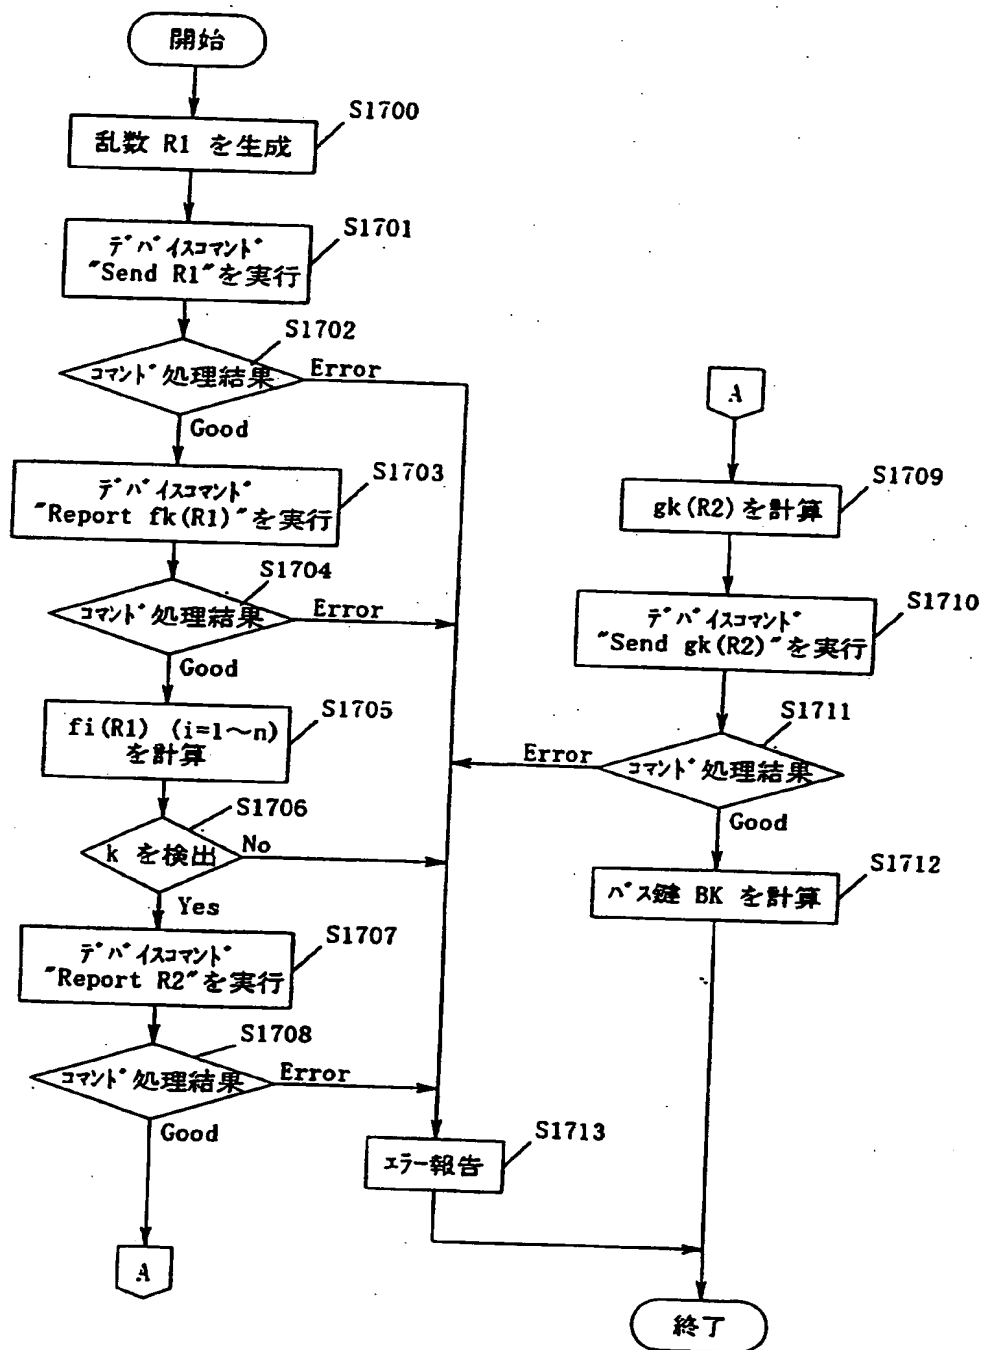 開始
S1700
乱数 R1 を生成
S1701
デバイスコマンド
"Send R1"を実行
S1702
コマンド処理結果
Error
Good
S1703
デバイスコマンド
"Report fk(R1)"を実行
S1704
コマンド処理結果
Error
Good
S1705
fi(R1) (i=1～n)
を計算
S1706
k を検出
No
Yes
S1707
デバイスコマンド
"Report R2"を実行
S1708
コマンド処理結果
Error
Good
A
A
S1709
gk(R2)を計算
S1710
デバイスコマンド
"Send gk(R2)"を実行
S1711
コマンド処理結果
Error
Good
S1712
バス鍵 BK を計算
S1713
エラー報告
終了